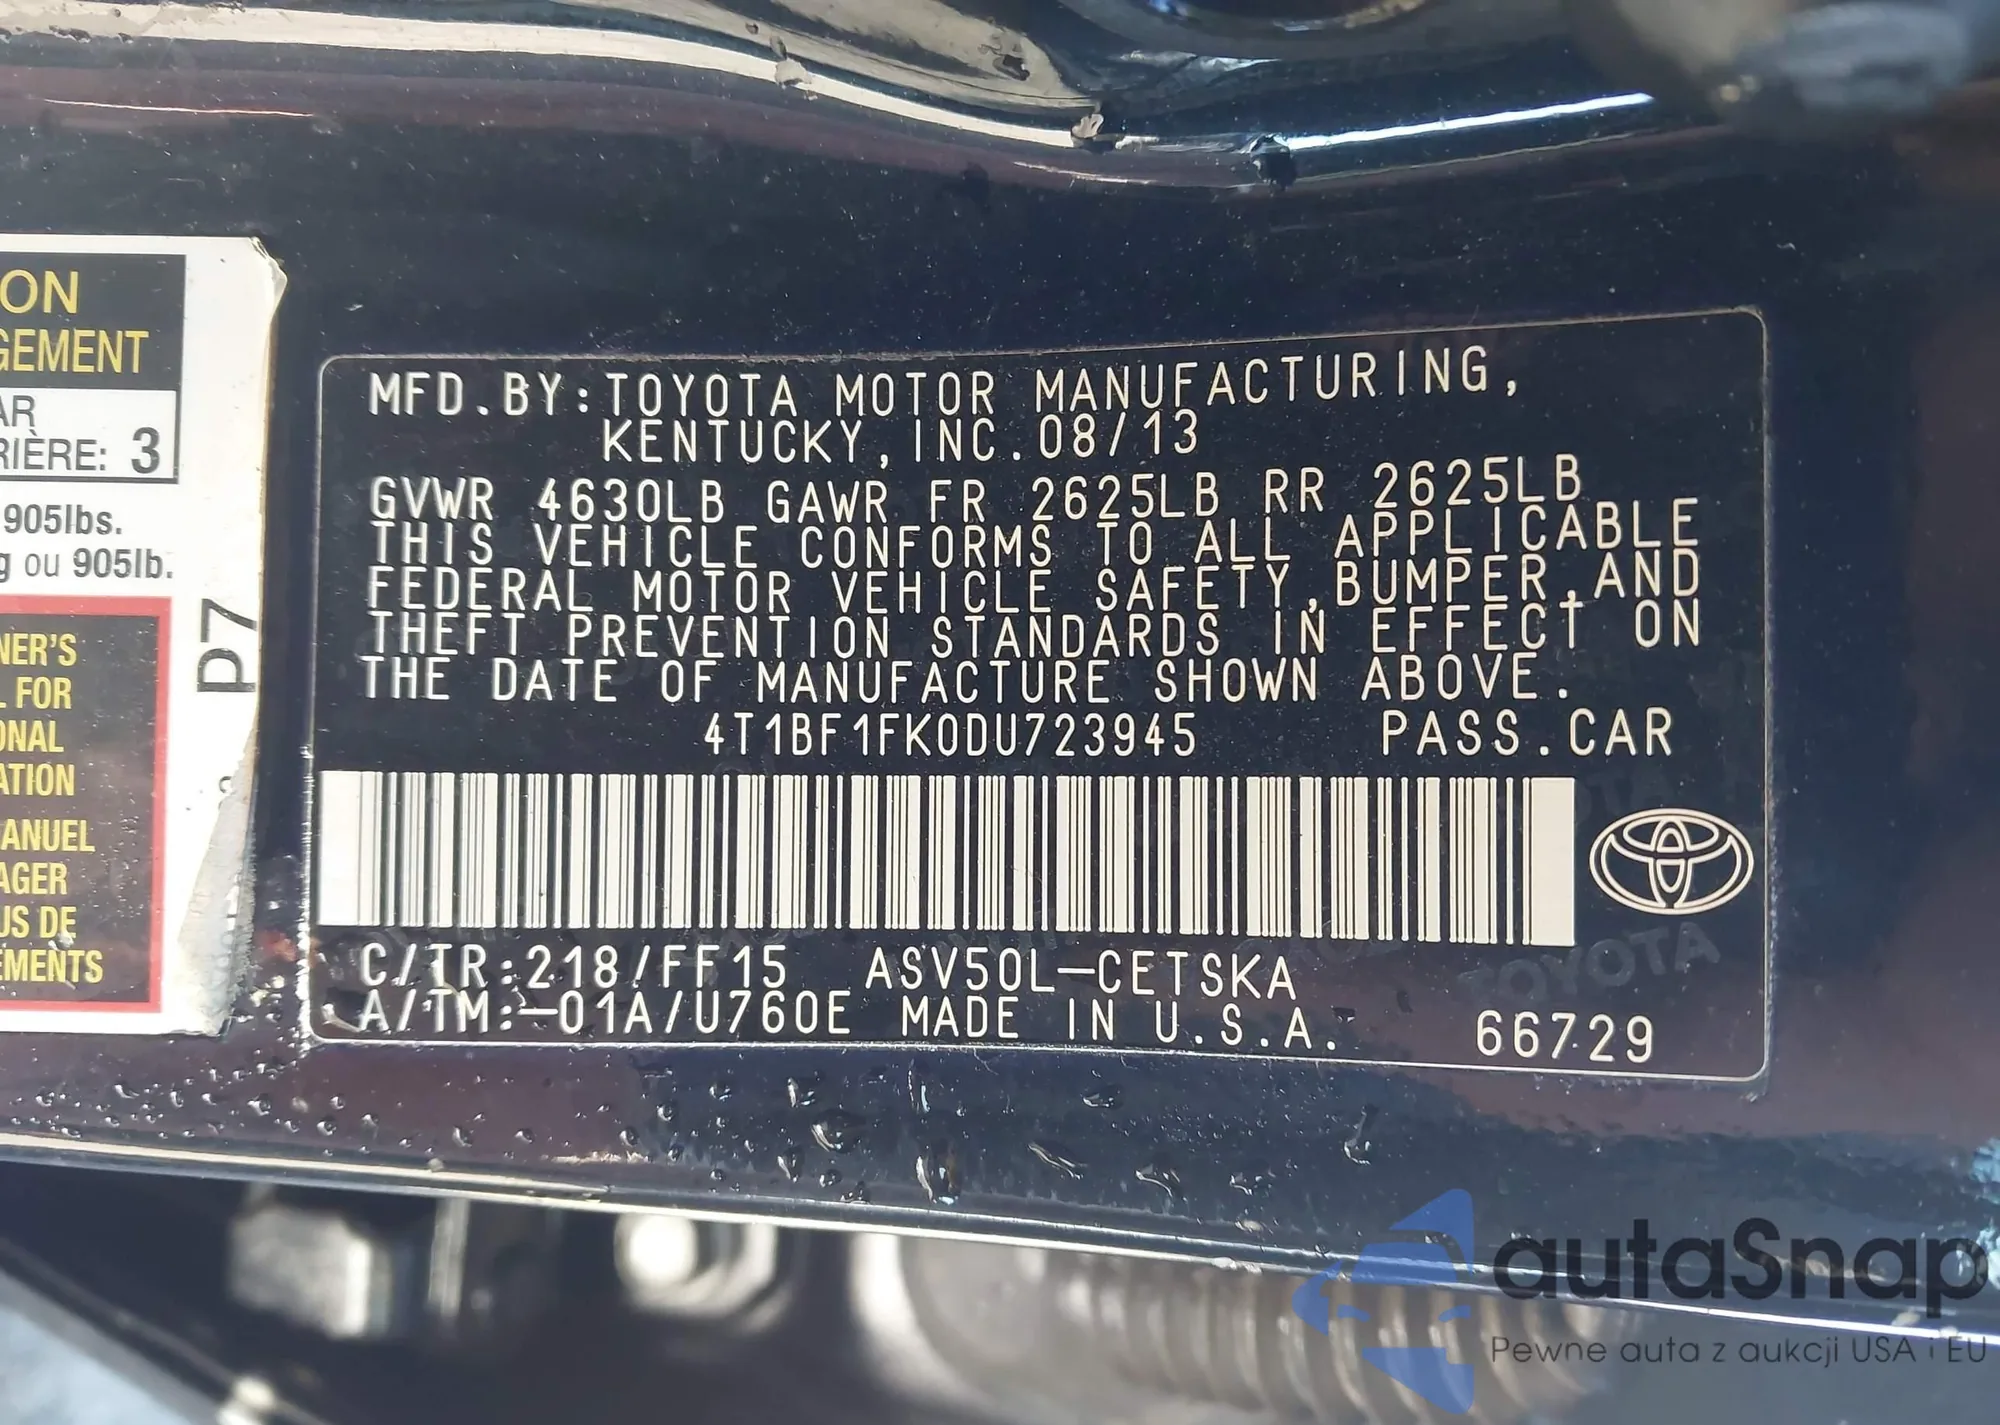 ON
GEMENT
AR
RIÈRE: 3
905lbs.
g ou 905lb.
NER'S
L FOR
ONAL
ATION
ANUEL
AGER
US DE
EMENTS
P7
MFD.BY:TOYOTA MOTOR MANUFACTURING,
KENTUCKY,INC.08/13
GVWR 4630LB GAWR FR 2625LB RR 2625LB
THIS VEHICLE CONFORMS TO ALL APPLICABLE
FEDERAL MOTOR VEHICLE SAFETY,BUMPER,AND
THEFT PREVENTION STANDARDS IN EFFECT ON
THE DATE OF MANUFACTURE SHOWN ABOVE.
4T1BF1FK0DU723945 PASS.CAR
C/TR:218/FF15 ASV50L-CETSKA
A/TM:-01A/U760E MADE IN U.S.A. 66729
TOYOTA
autaSnap
Pewne auta z aukcji USA i EU